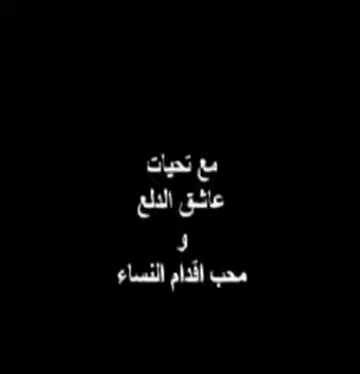 مع تحيات
عاشق الدلع
و
محب اقدام النساء